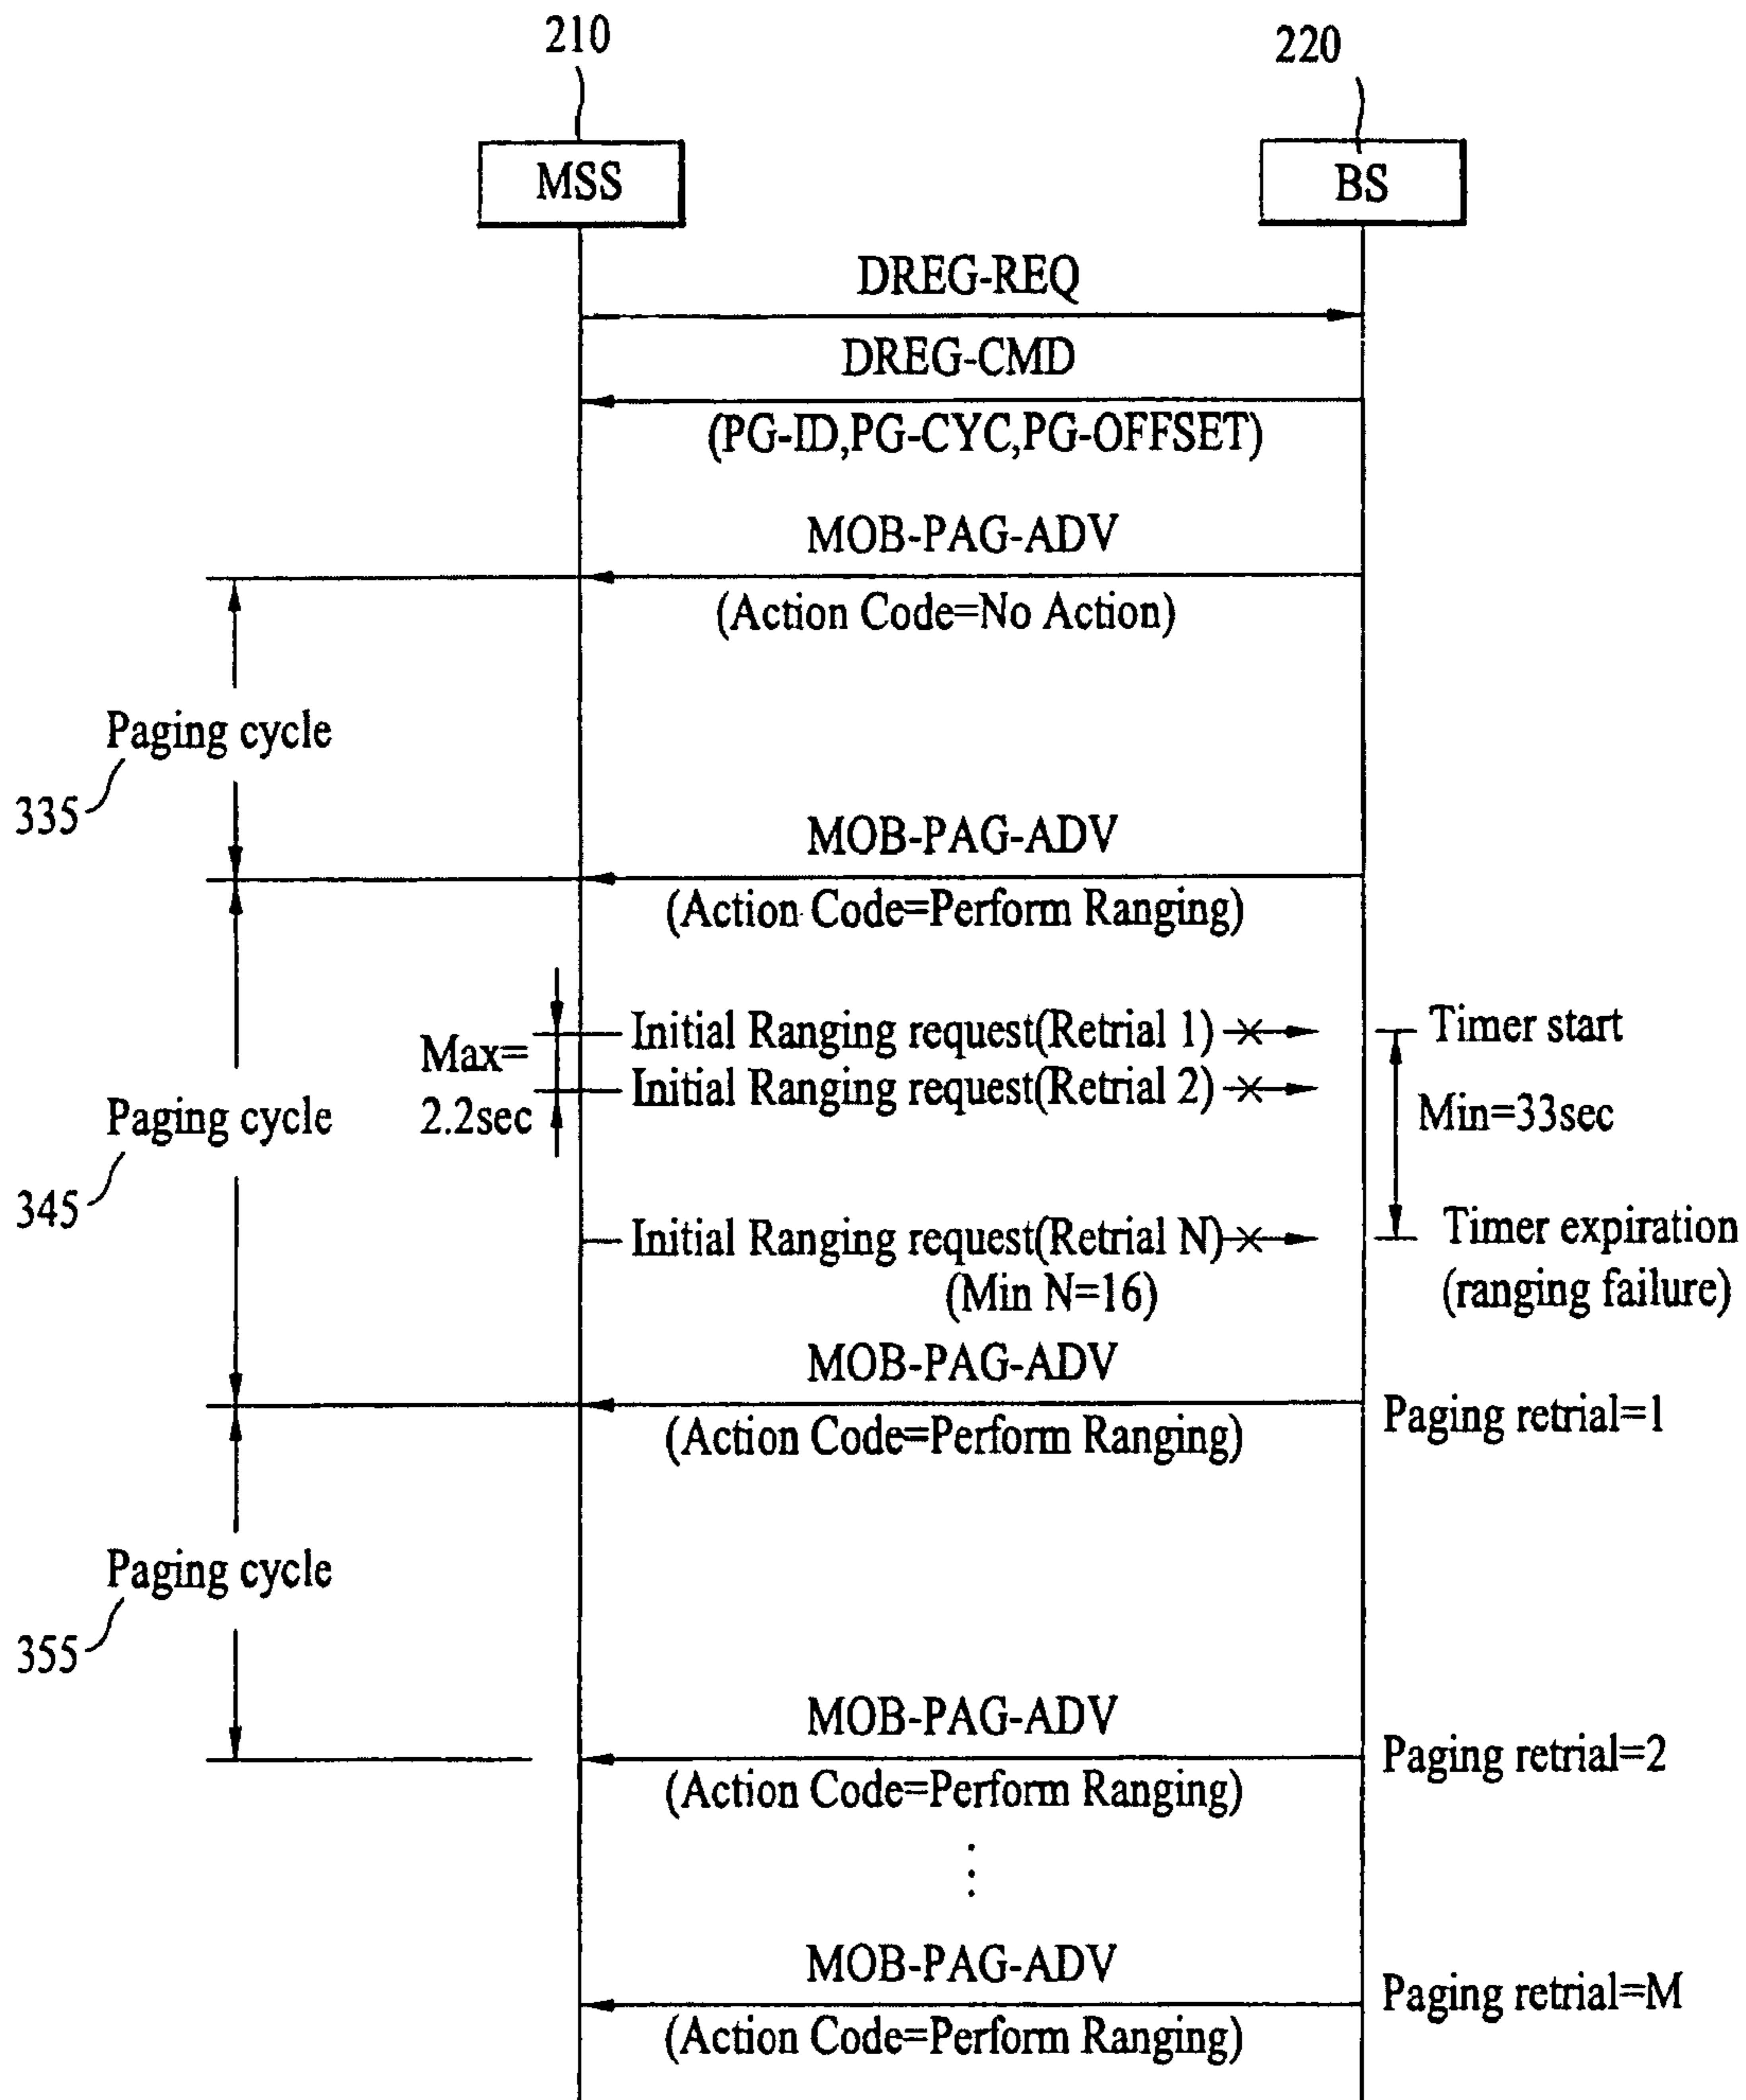 210
220
MSS
BS
DREG-REQ
DREG-CMD
(PG-ID,PG-CYC,PG-OFFSET)
MOB-PAG-ADV
(Action Code=No Action)
Paging cycle
335
MOB-PAG-ADV
(Action Code=Perform Ranging)
Initial Ranging request(Retrial 1)
Timer start
Max=
2.2sec
Initial Ranging request(Retrial 2)
Min=33sec
Paging cycle
345
Initial Ranging request(Retrial N)
(Min N=16)
Timer expiration
(ranging failure)
MOB-PAG-ADV
(Action Code=Perform Ranging)
Paging retrial=1
Paging cycle
355
MOB-PAG-ADV
(Action Code=Perform Ranging)
Paging retrial=2
MOB-PAG-ADV
(Action Code=Perform Ranging)
Paging retrial=M